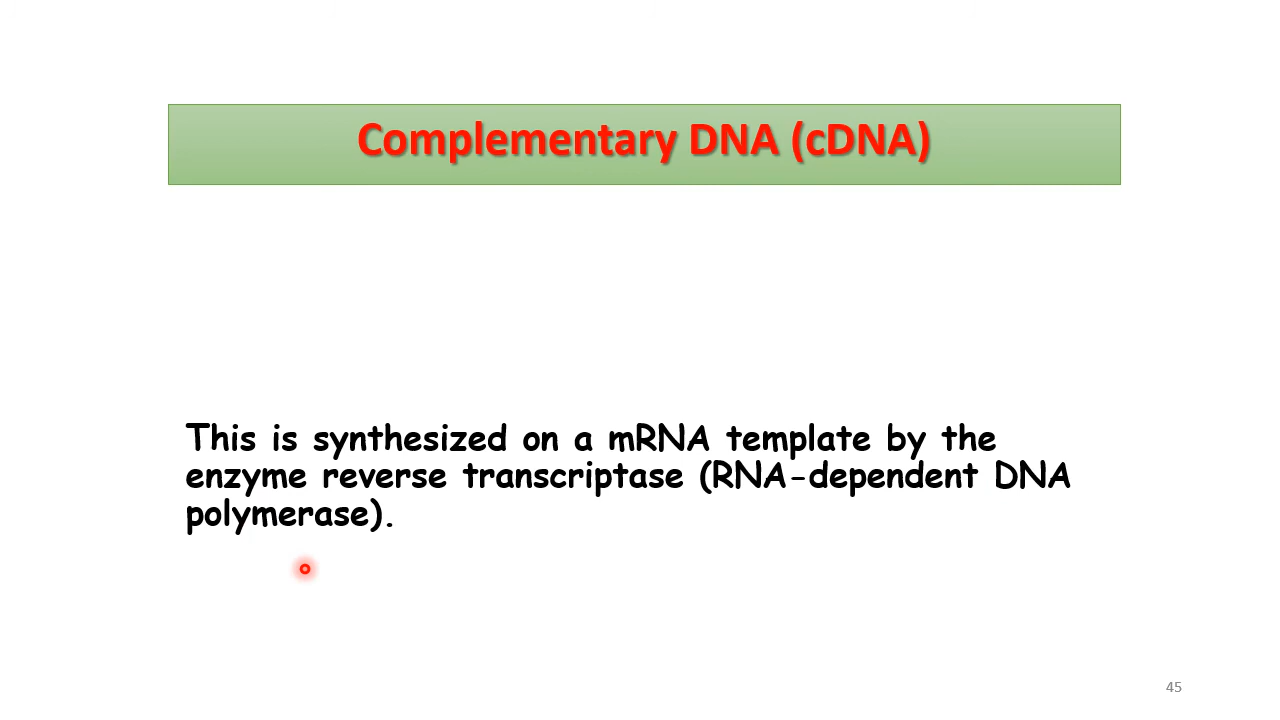 Complementary DNA (cDNA)
This is synthesized on a mRNA template by the
enzyme reverse transcriptase (RNA-dependent DNA
polymerase).
45